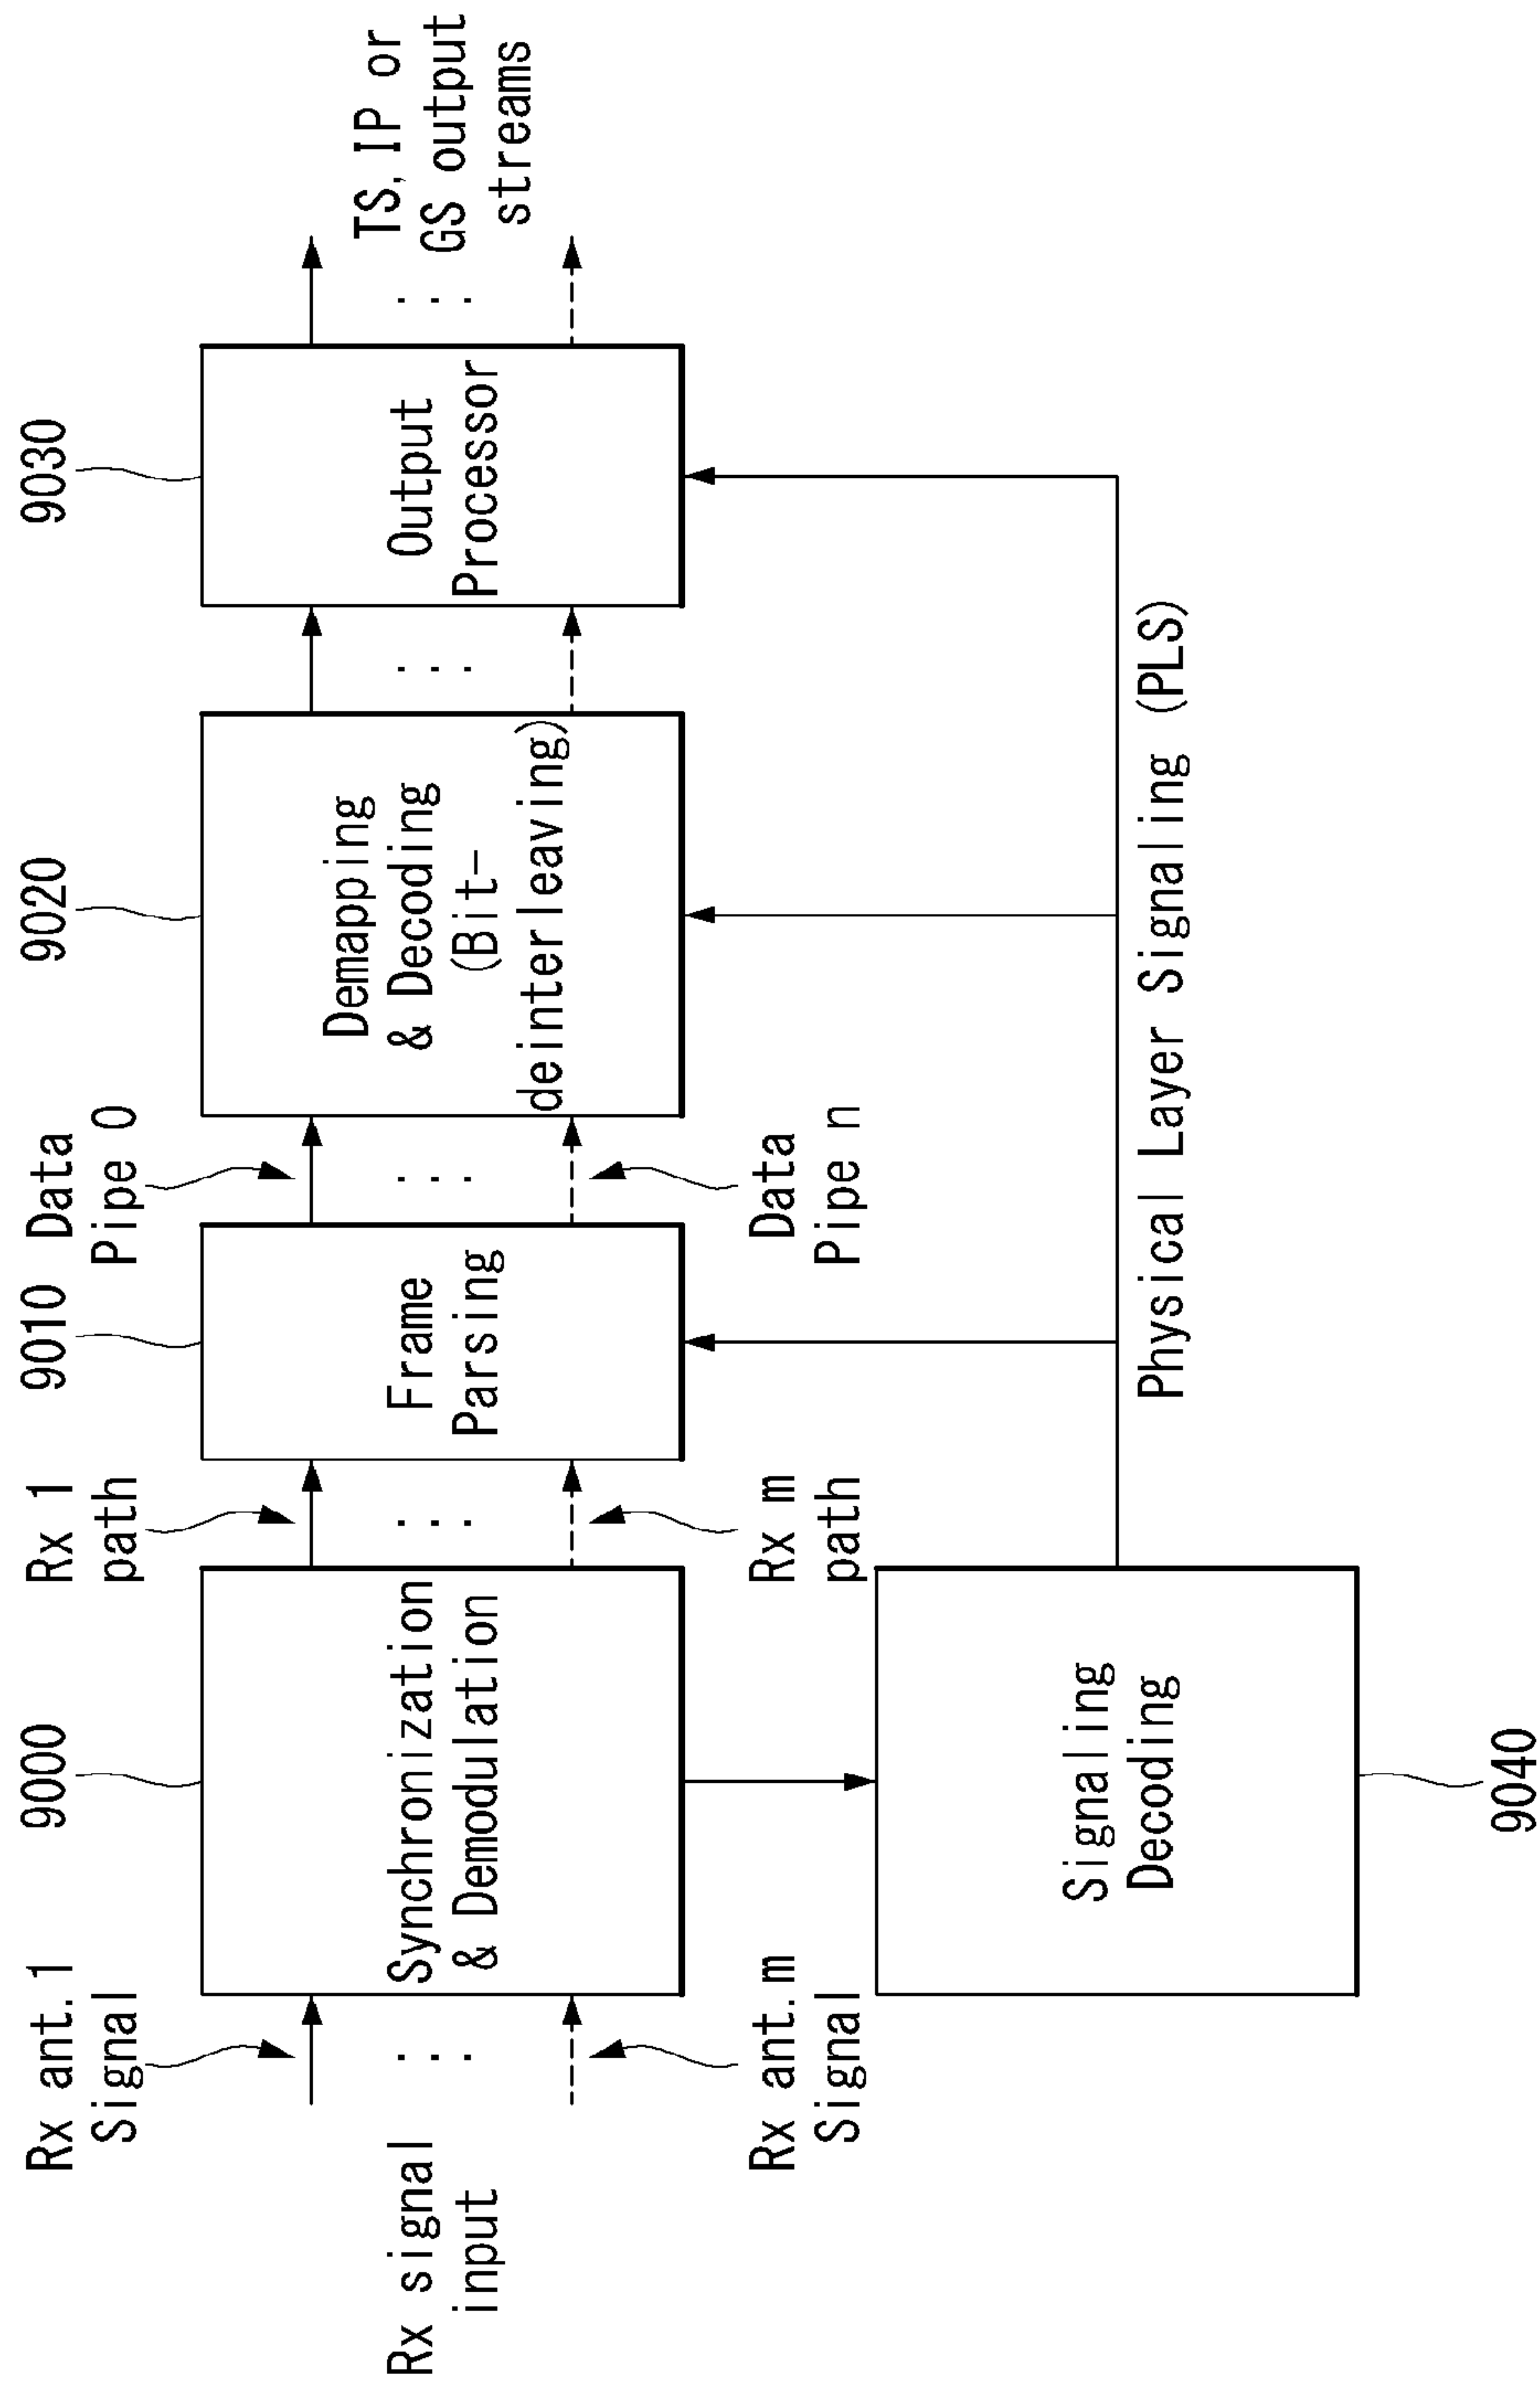 Rx signal
input
Rx ant.1
Signal
Rx ant.m
Signal
9000
Synchronization
& Demodulation
Rx 1
path
Rx m
path
9010
Frame
Parsing
Data
Pipe 0
Data
Pipe n
9020
Demapping
& Decoding
(Bit-
deinterleaving)
9030
Output
Processor
TS, IP or
GS output
streams
Signaling
Decoding
9040
Physical Layer Signaling (PLS)